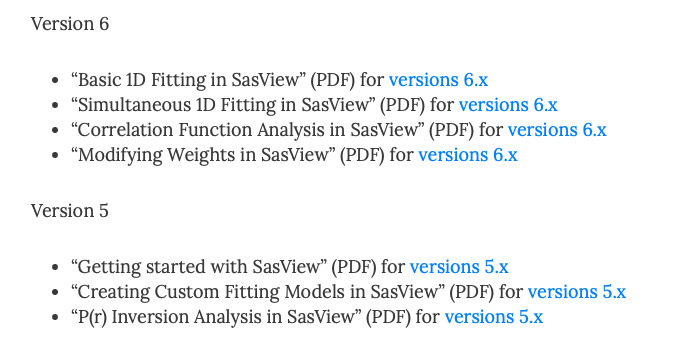 Version 6
• “Basic 1D Fitting in SasView” (PDF) for versions 6.x
• “Simultaneous 1D Fitting in SasView” (PDF) for versions 6.x
• “Correlation Function Analysis in SasView” (PDF) for versions 6.x
• “Modifying Weights in SasView” (PDF) for versions 6.x
Version 5
• “Getting started with SasView” (PDF) for versions 5.x
• “Creating Custom Fitting Models in SasView” (PDF) for versions 5.x
• “P(r) Inversion Analysis in SasView” (PDF) for versions 5.x